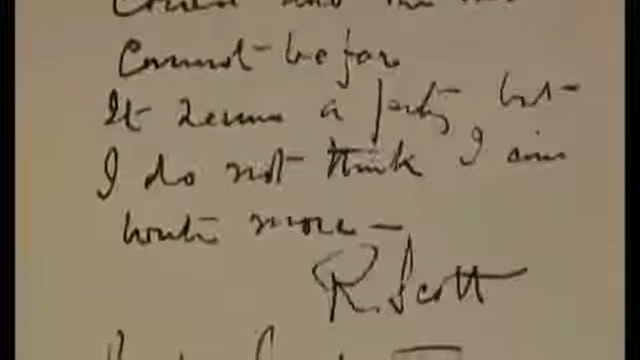 cannot be far
It seems a pity but
I do not think I can
write more —
R. Scott